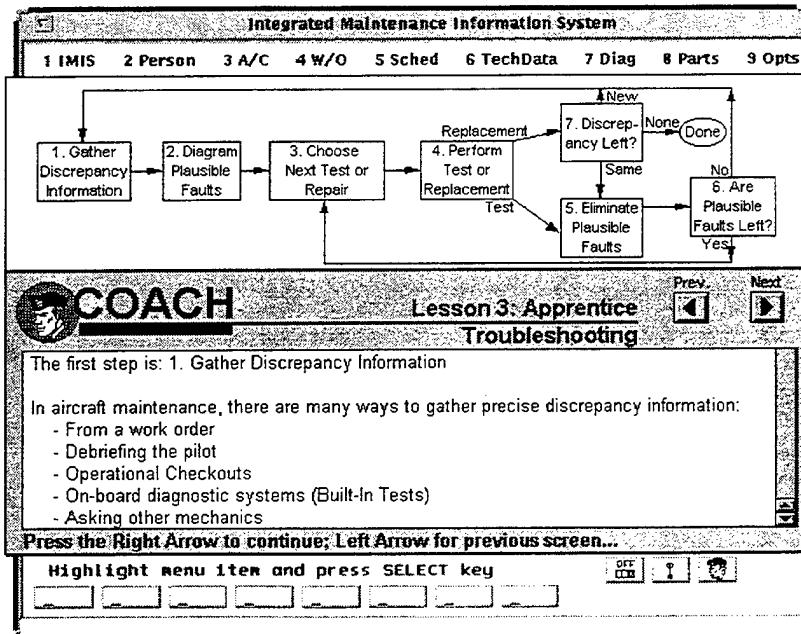 Integrated Maintenance Information System
1 IMIS 2 Person 3 A/C 4 W/O 5 Sched 6 TechData 7 Diag 8 Parts 9 Opts
1. Gather
Discrepancy
Information
2. Diagram
Plausible
Faults
3. Choose
Next Test or
Repair
4. Perform
Test or
Replacement
Replacement
Test
New
7. Discrep-
ancy Left?
None
Done
Same
5. Eliminate
Plausible
Faults
No
6. Are
Plausible
Faults Left?
Yes
COACH
Lesson 3: Apprentice
Troubleshooting
Prev
Next
The first step is: 1. Gather Discrepancy Information
In aircraft maintenance, there are many ways to gather precise discrepancy information:
- From a work order
- Debriefing the pilot
- Operational Checkouts
- On-board diagnostic systems (Built-In Tests)
- Asking other mechanics
Press the Right Arrow to continue; Left Arrow for previous screen...
Highlight menu item and press SELECT key
OFF